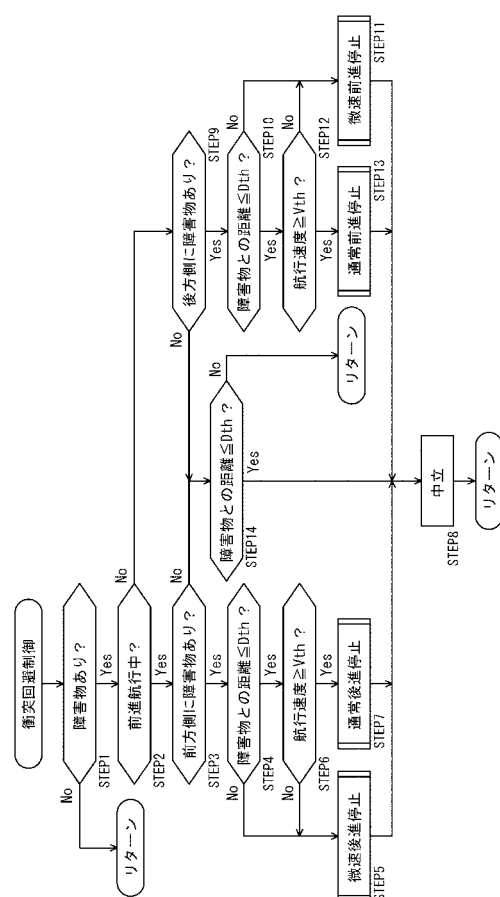 衝突回避制御
障害物あり？
No
Yes
STEP1
リターン
前進航行中？
No
Yes
STEP2
前方側に障害物あり？
No
Yes
STEP3
障害物との距離≦Dth？
No
Yes
STEP4
航行速度≧Vth？
No
Yes
STEP6
微速後進停止
STEP5
通常後進停止
STEP7
後方側に障害物あり？
No
Yes
STEP9
障害物との距離≦Dth？
No
Yes
STEP14
リターン
障害物との距離≦Dth？
No
Yes
STEP10
航行速度≧Vth？
No
Yes
STEP12
通常前進停止
STEP13
微速前進停止
STEP11
中立
STEP8
リターン